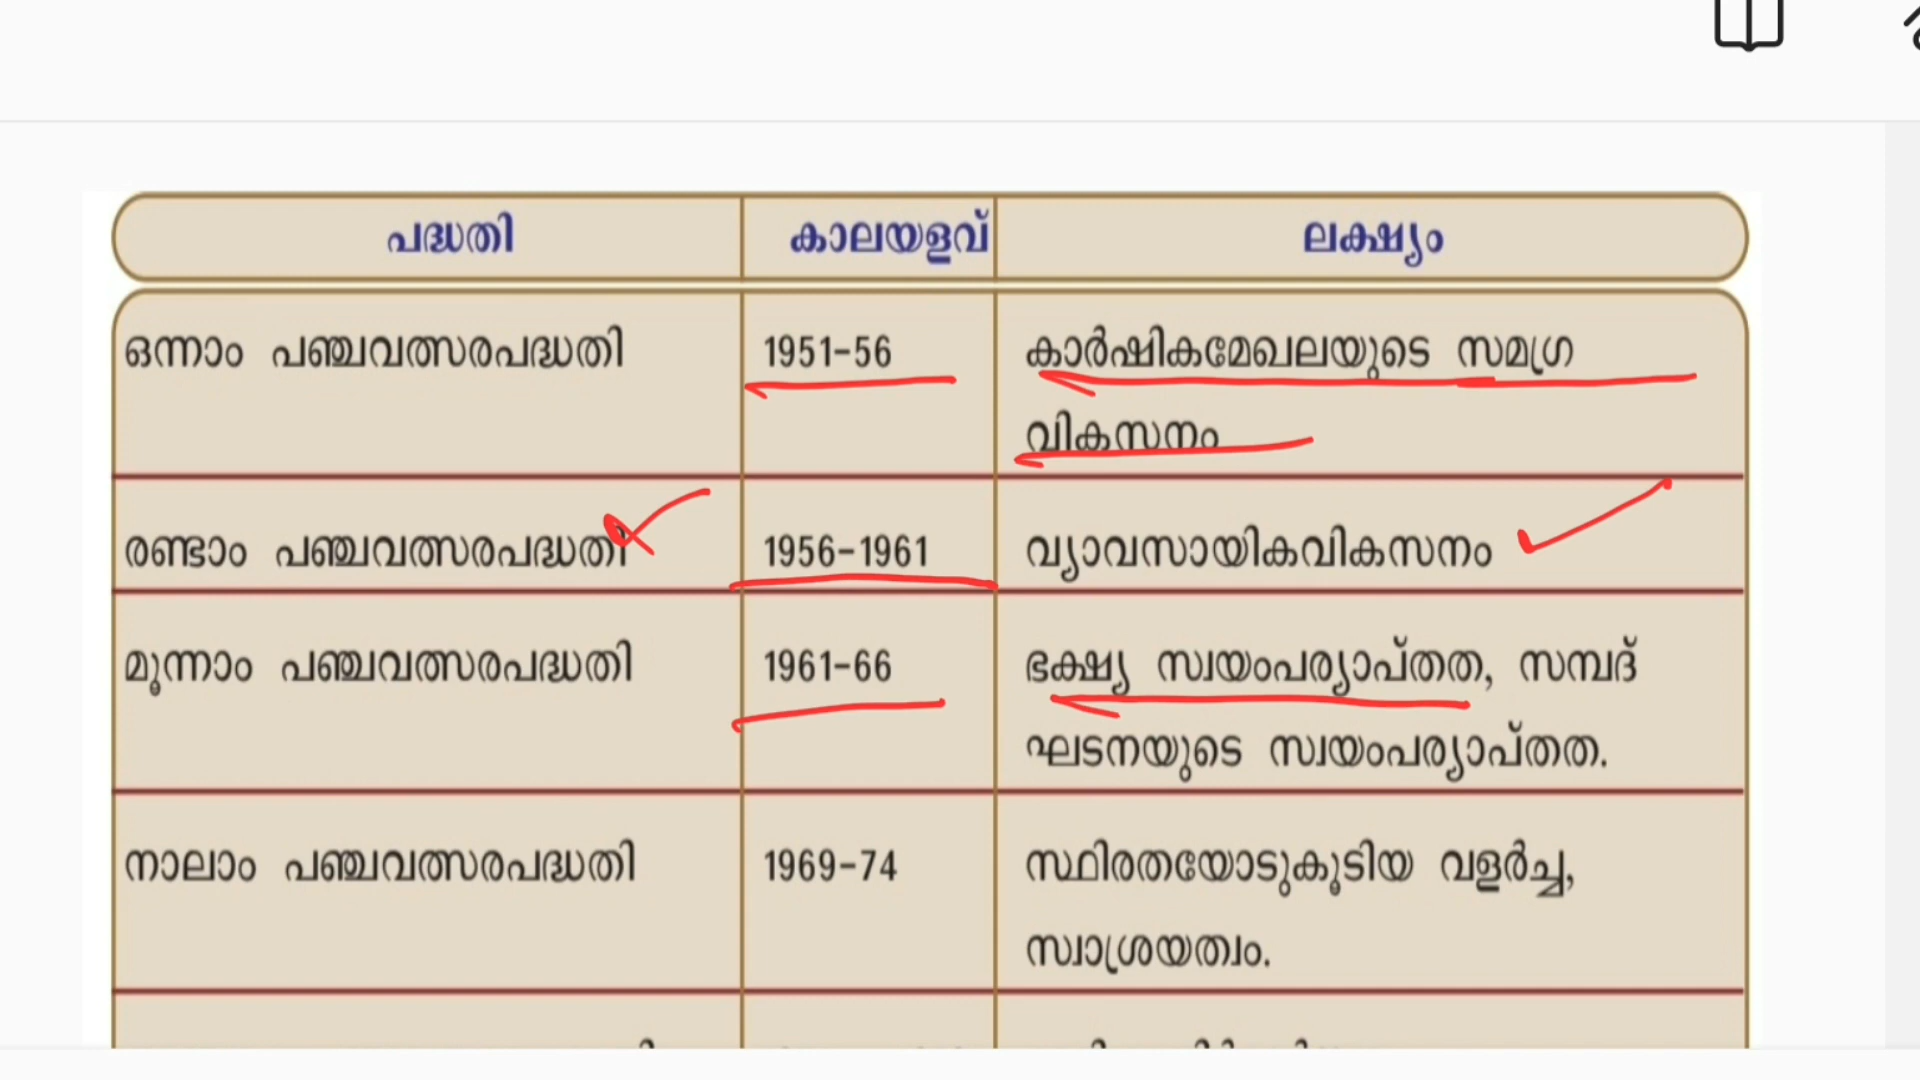 പദ്ധതി കാലയളവ് ലക്ഷ്യം
ഒന്നാം പഞ്ചവത്സരപദ്ധതി 1951-56 കാർഷികമേഖലയുടെ സമഗ്ര
വികസനം
രണ്ടാം പഞ്ചവത്സരപദ്ധതി 1956-1961 വ്യാവസായികവികസനം
മൂന്നാം പഞ്ചവത്സരപദ്ധതി 1961-66 ഭക്ഷ്യ സ്വയംപര്യാപ്തത, സമ്പദ്
ഘടനയുടെ സ്വയംപര്യാപ്തത.
നാലാം പഞ്ചവത്സരപദ്ധതി 1969-74 സ്ഥിരതയോടുകൂടിയ വളർച്ച,
സ്വാശ്രയത്വം.